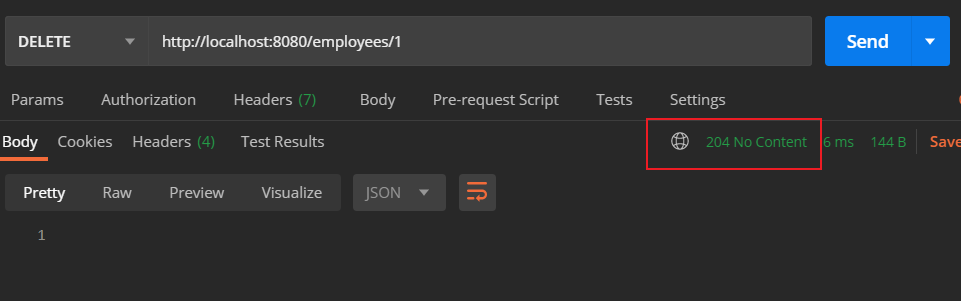 DELETE http://localhost:8080/employees/1 Send
Params Authorization Headers (7) Body Pre-request Script Tests Settings
Body Cookies Headers (4) Test Results 204 No Content 6 ms 144 B Save
Pretty Raw Preview Visualize JSON
1